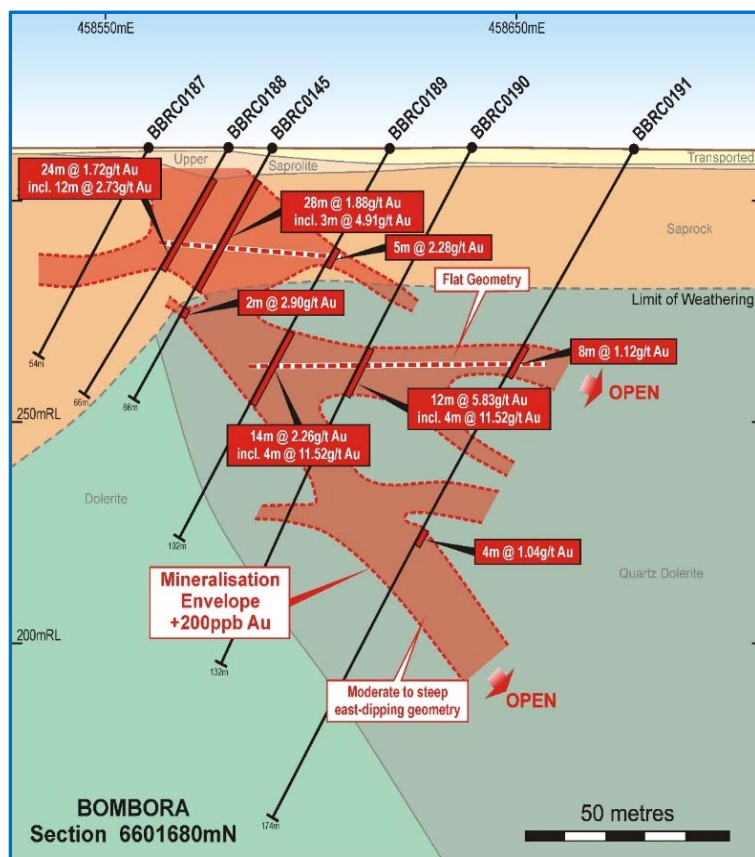 458550mE
458650mE
BBRC0187
BBRC0188
BBRC0145
BBRC0189
BBRC0190
BBRC0191
Upper
Saprolite
Transported
24m @ 1.72g/t Au
incl. 12m @ 2.73g/t Au
28m @ 1.88g/t Au
incl. 3m @ 4.91g/t Au
5m @ 2.28g/t Au
Saprock
Flat Geometry
2m @ 2.90g/t Au
Limit of Weathering
8m @ 1.12g/t Au
54m
66m
66m
OPEN
12m @ 5.83g/t Au
incl. 4m @ 11.52g/t Au
250mRL
14m @ 2.26g/t Au
incl. 4m @ 11.52g/t Au
Dolerite
132m
4m @ 1.04g/t Au
Quartz Dolerite
Mineralisation
Envelope
+200ppb Au
200mRL
132m
Moderate to steep
east-dipping geometry
OPEN
BOMBORA
Section 6601680mN
174m
50 metres